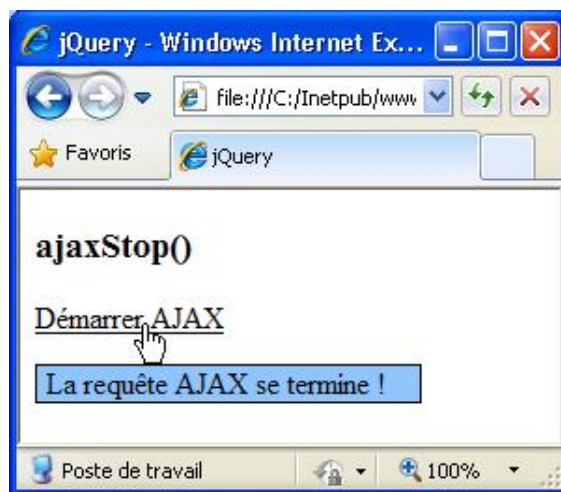 jQuery - Windows Internet Ex...
file:///C:/Inetpub/www
Favoris
jQuery
ajaxStop()
Démarrer AJAX
La requête AJAX se termine !
Poste de travail
100%